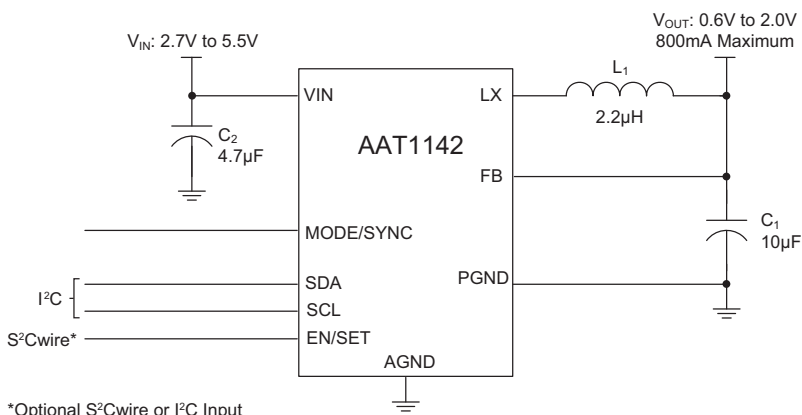 V_OUT: 0.6V to 2.0V
800mA Maximum
V_IN: 2.7V to 5.5V
L₁
VIN
LX
2.2µH
C₂
4.7µF
AAT1142
FB
C₁
10µF
MODE/SYNC
SDA
PGND
I²C
SCL
S²Cwire*
EN/SET
AGND
*Optional S²Cwire or I²C Input